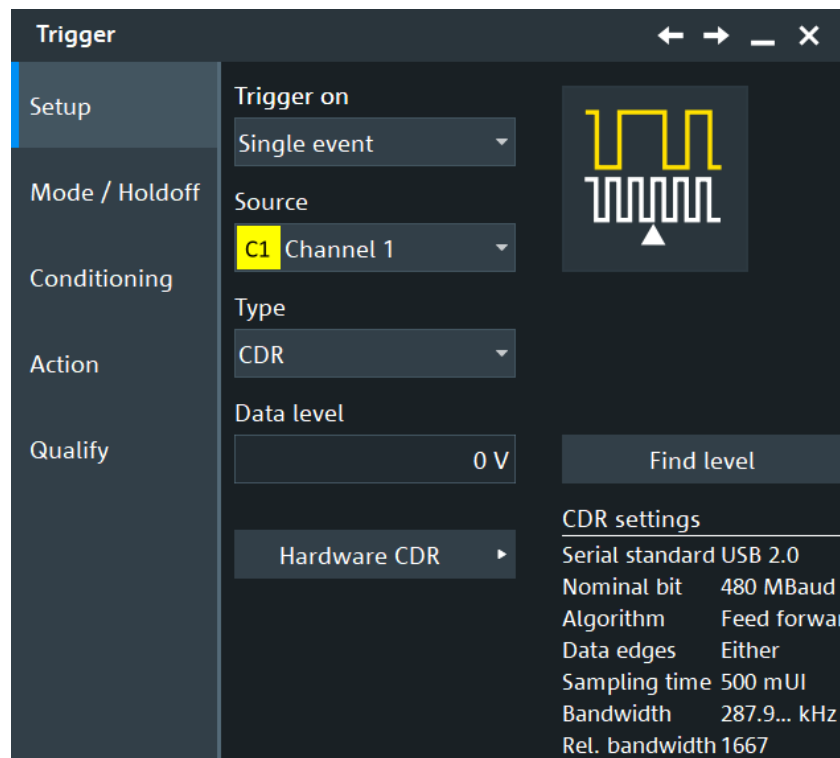 Trigger
Setup
Mode / Holdoff
Conditioning
Action
Qualify
Trigger on
Single event
Source
C1 Channel 1
Type
CDR
Data level
0 V
Find level
Hardware CDR
CDR settings
Serial standard USB 2.0
Nominal bit 480 MBaud
Algorithm Feed forwar
Data edges Either
Sampling time 500 mUI
Bandwidth 287.9... kHz
Rel. bandwidth 1667